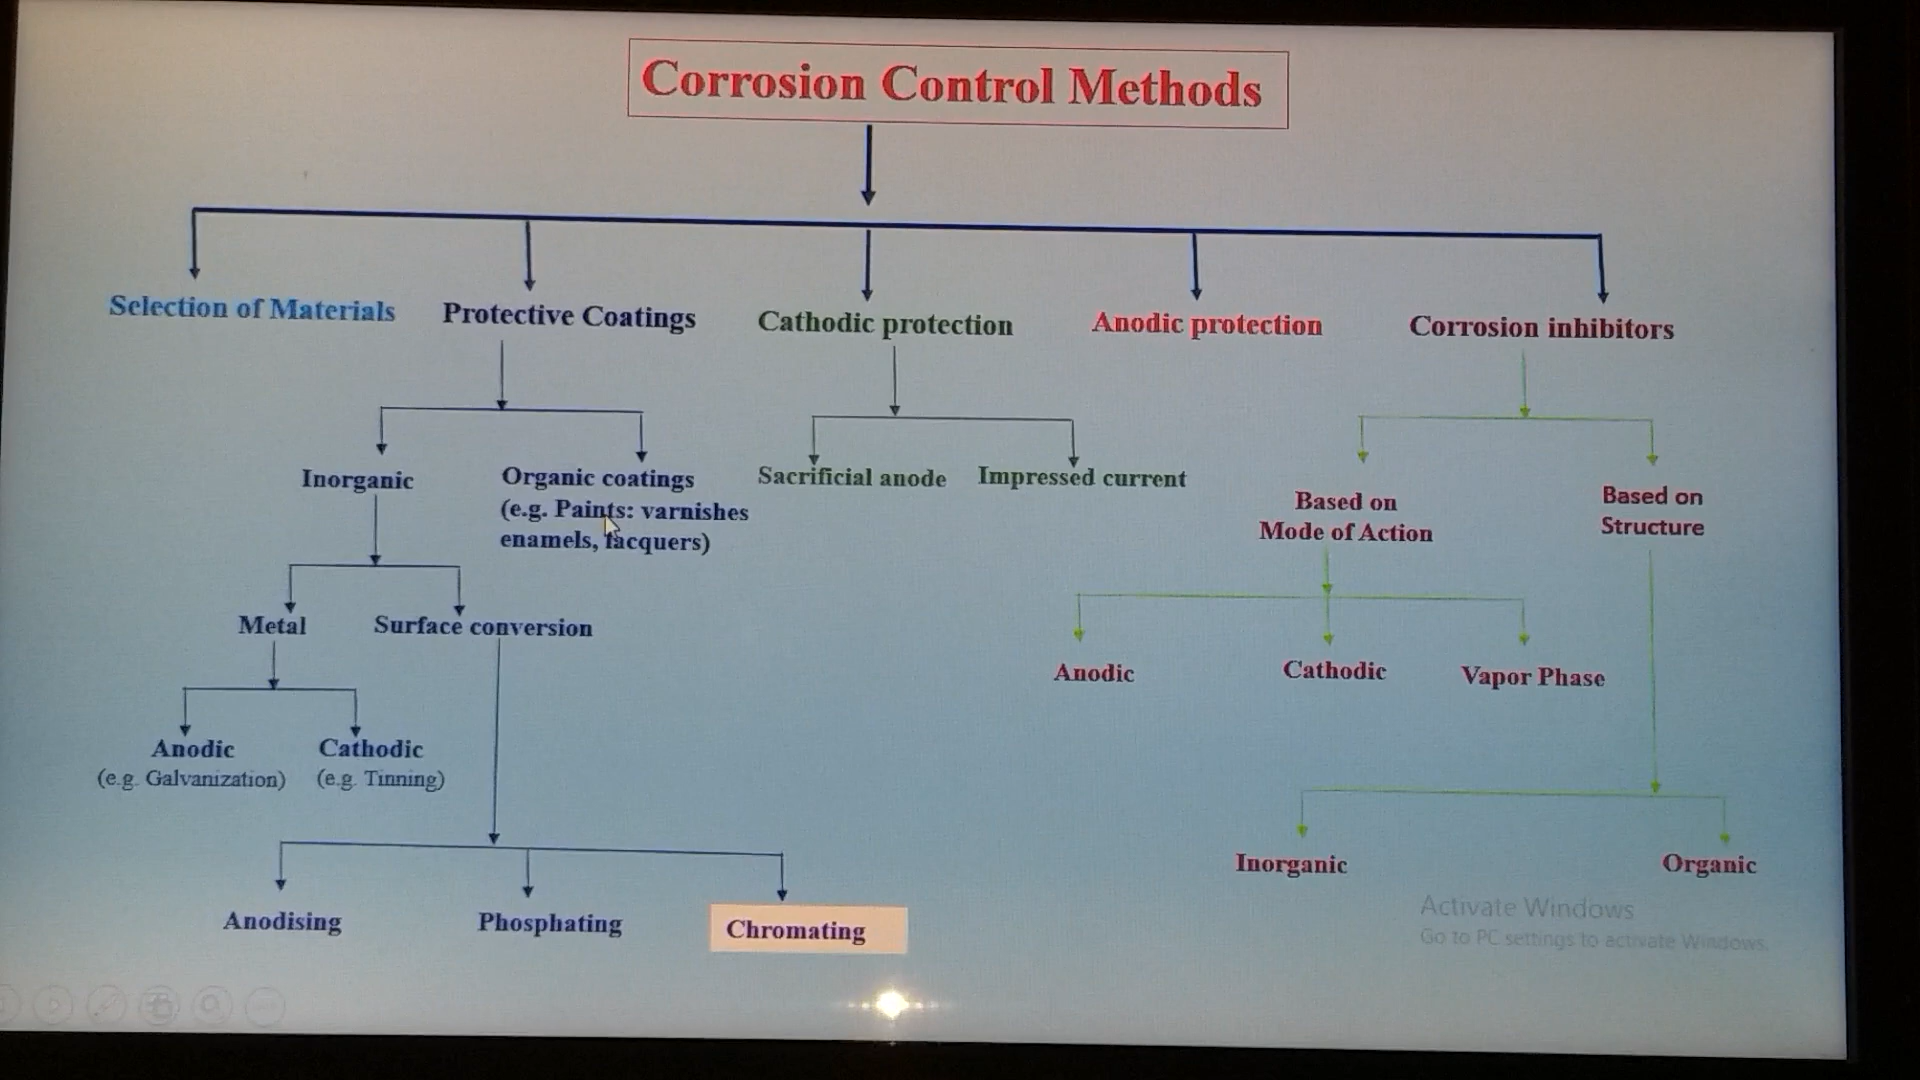 Corrosion Control Methods
Selection of Materials
Protective Coatings
Cathodic protection
Anodic protection
Corrosion inhibitors
Inorganic
Organic coatings
(e.g. Paints: varnishes
enamels, lacquers)
Sacrificial anode
Impressed current
Based on
Mode of Action
Based on
Structure
Metal
Surface conversion
Anodic
Cathodic
Vapor Phase
Anodic
(e.g. Galvanization)
Cathodic
(e.g. Tinning)
Inorganic
Organic
Anodising
Phosphating
Chromating
Activate Windows
Go to PC settings to activate Windows.